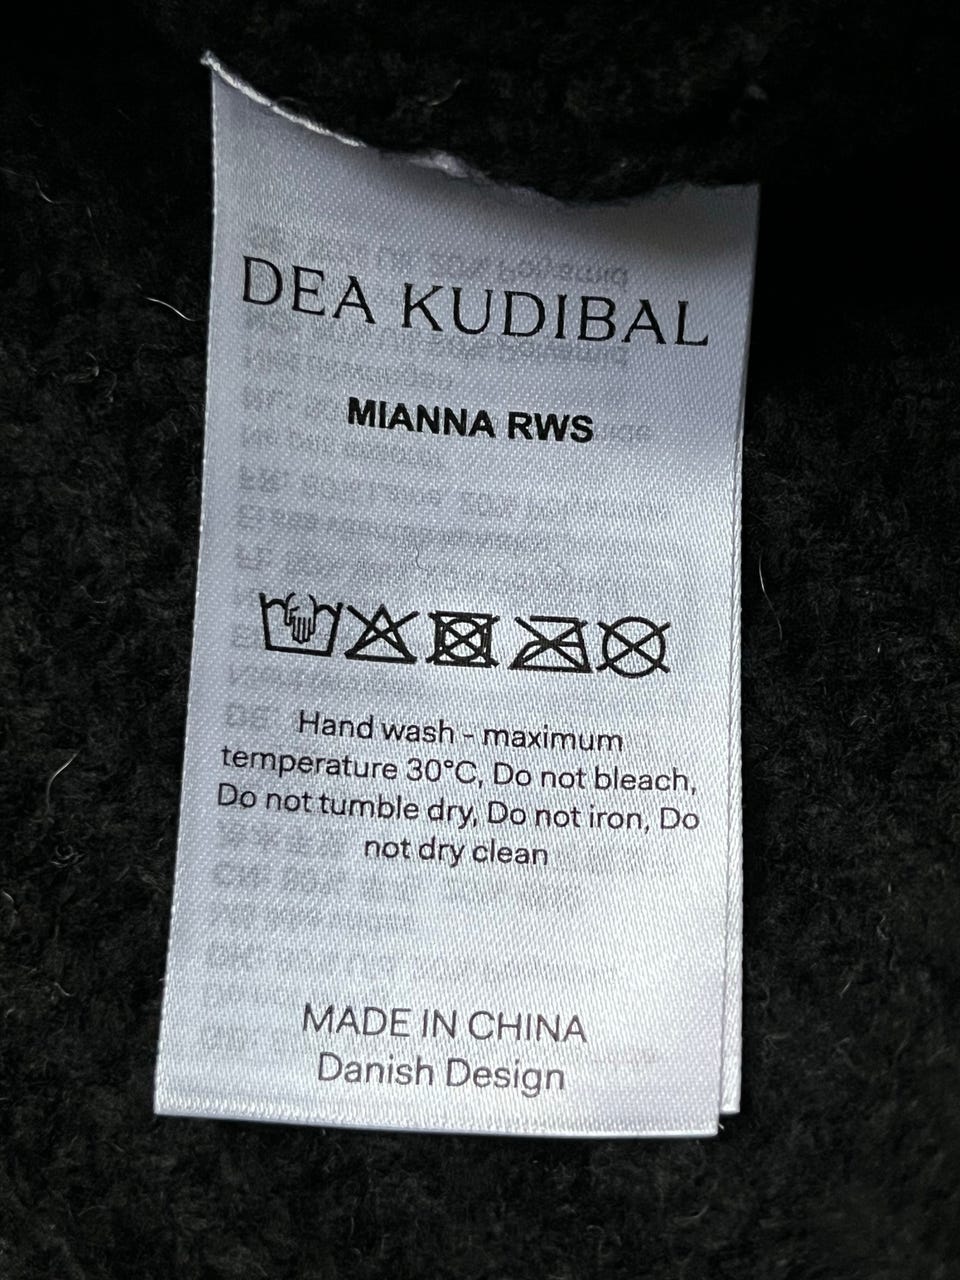 DEA KUDIBAL
MIANNA RWS
Hand wash - maximum
temperature 30°C, Do not bleach,
Do not tumble dry, Do not iron, Do
not dry clean
MADE IN CHINA
Danish Design